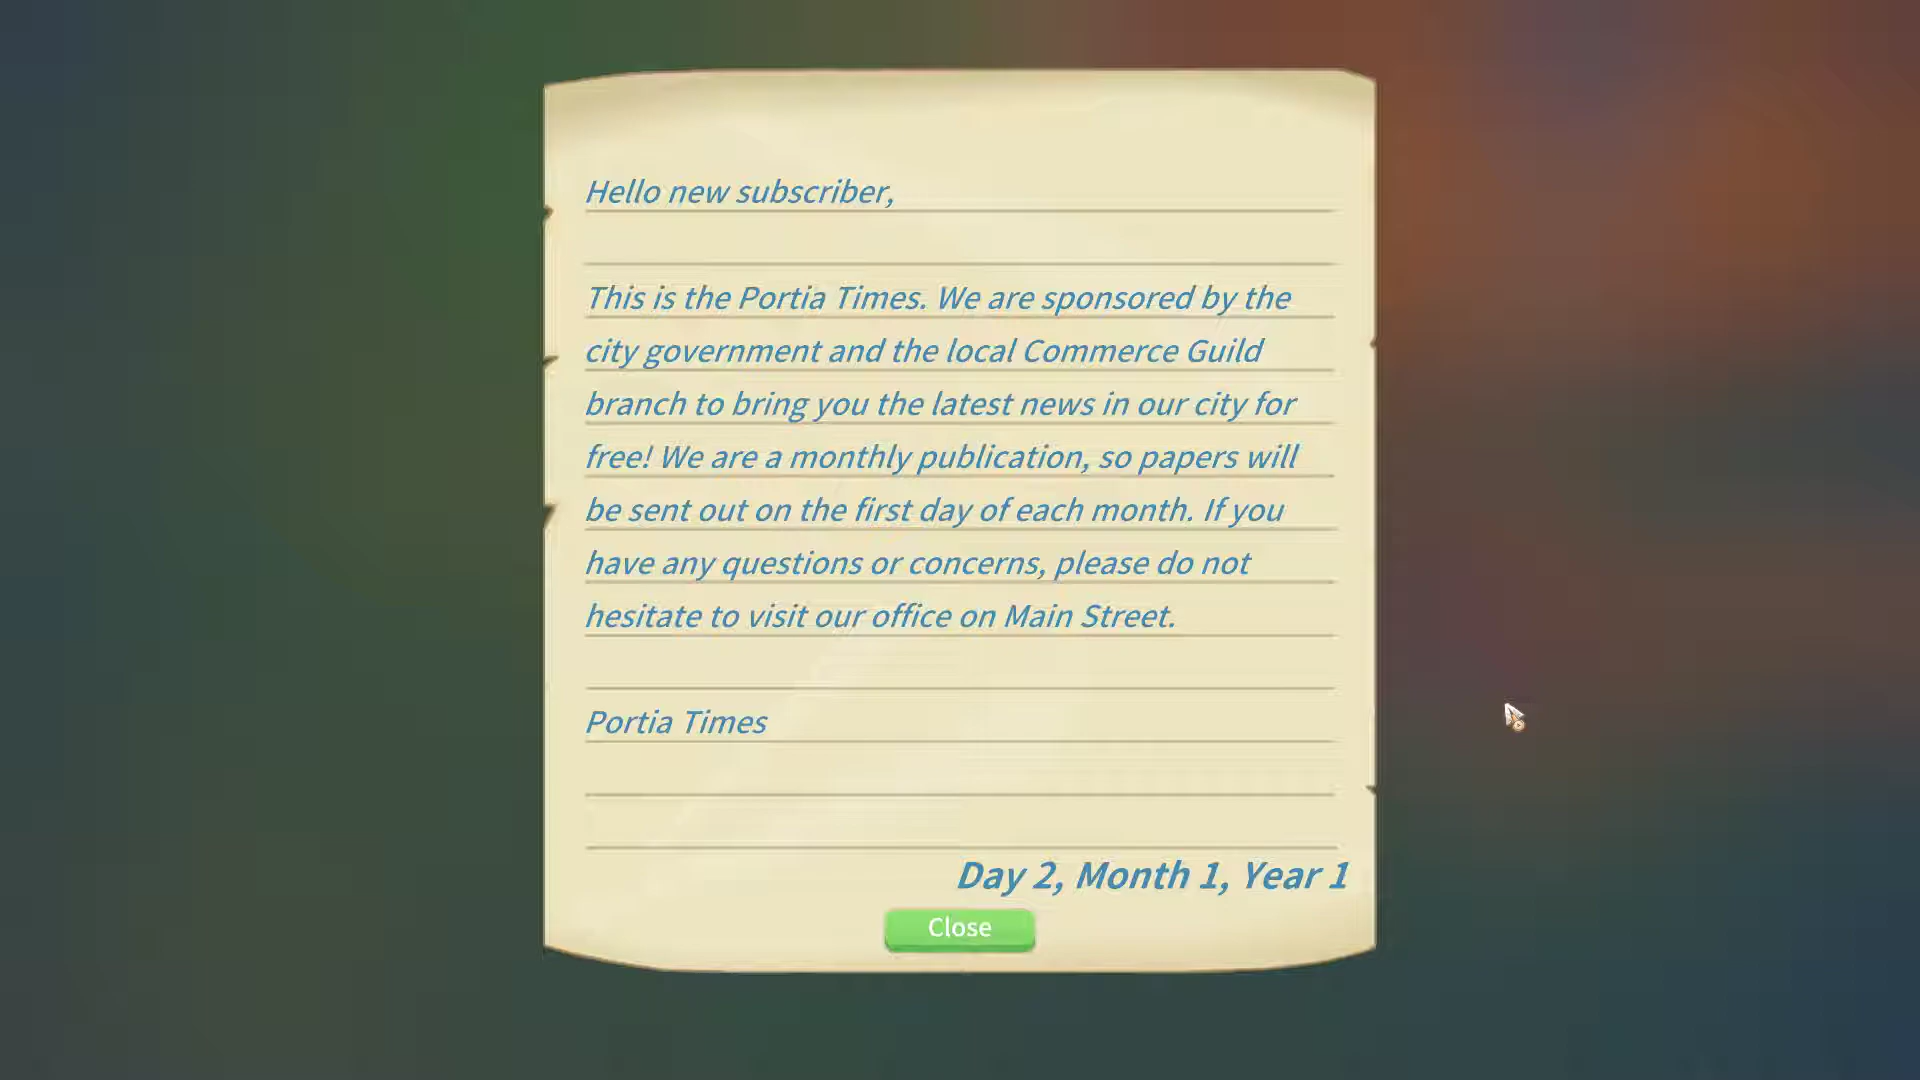 Hello new subscriber,
This is the Portia Times. We are sponsored by the
city government and the local Commerce Guild
branch to bring you the latest news in our city for
free! We are a monthly publication, so papers will
be sent out on the first day of each month. If you
have any questions or concerns, please do not
hesitate to visit our office on Main Street.
Portia Times
Day 2, Month 1, Year 1
Close